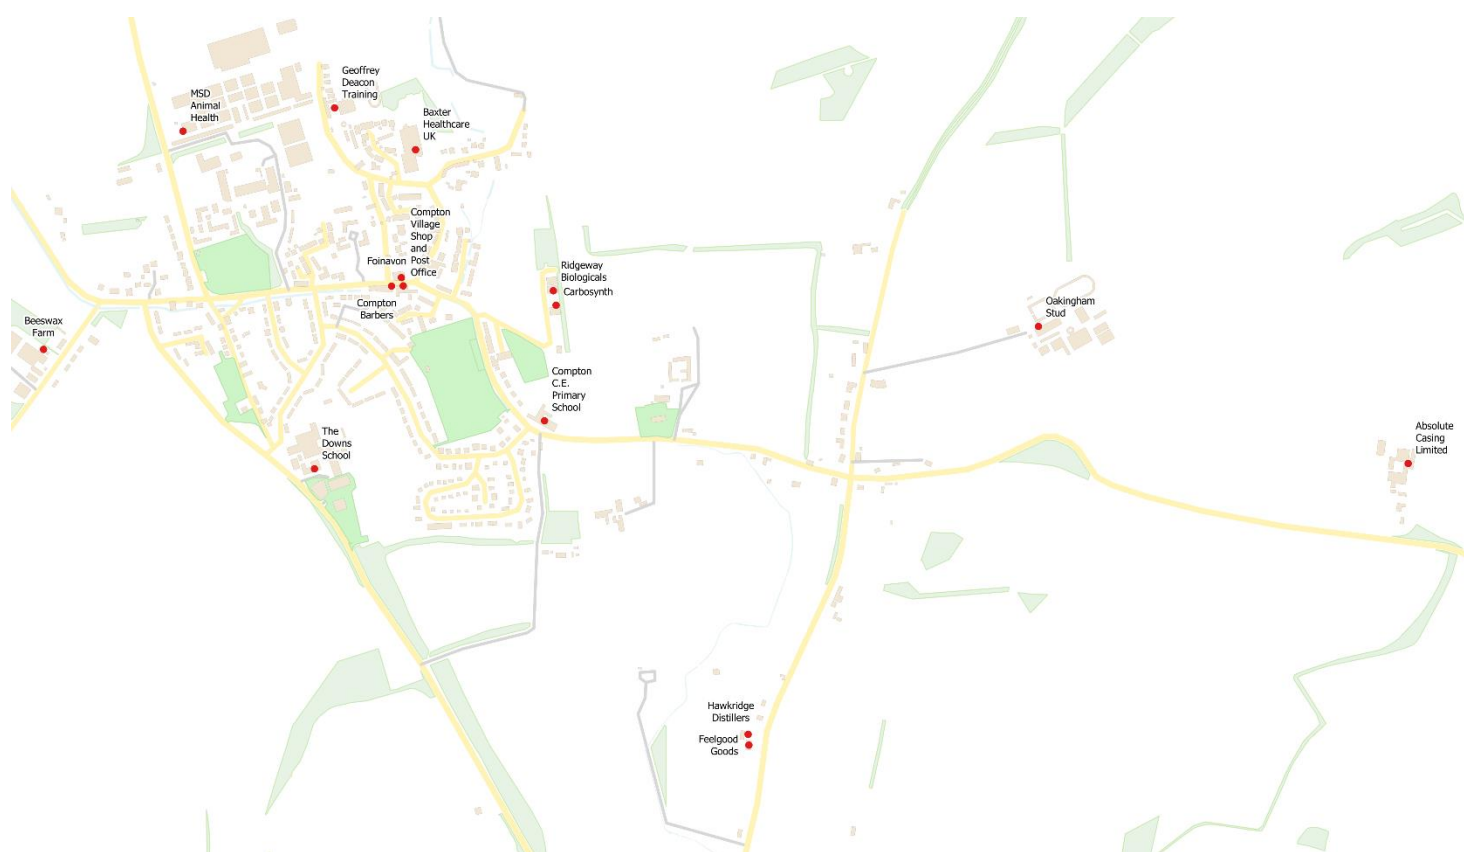 Geoffrey
Deacon
Training
MSD
Animal
Health
Baxter
Healthcare
UK
Compton
Village
Shop
and
Post
Office
Foinavon
Ridgeway
Biologicals
Carbosynth
Compton
Barbers
Oakingham
Stud
Beeswax
Farm
Compton
C.E.
Primary
School
The
Downs
School
Absolute
Casing
Limited
Hawkridge
Distillers
Feelgood
Goods